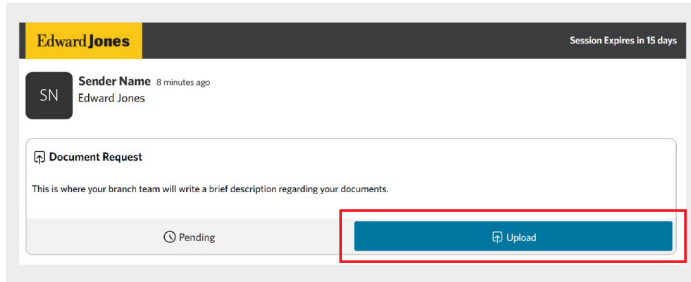 Edward Jones
Session Expires in 15 days
SN
Sender Name 8 minutes ago
Edward Jones
Document Request
This is where your branch team will write a brief description regarding your documents.
Pending
Upload